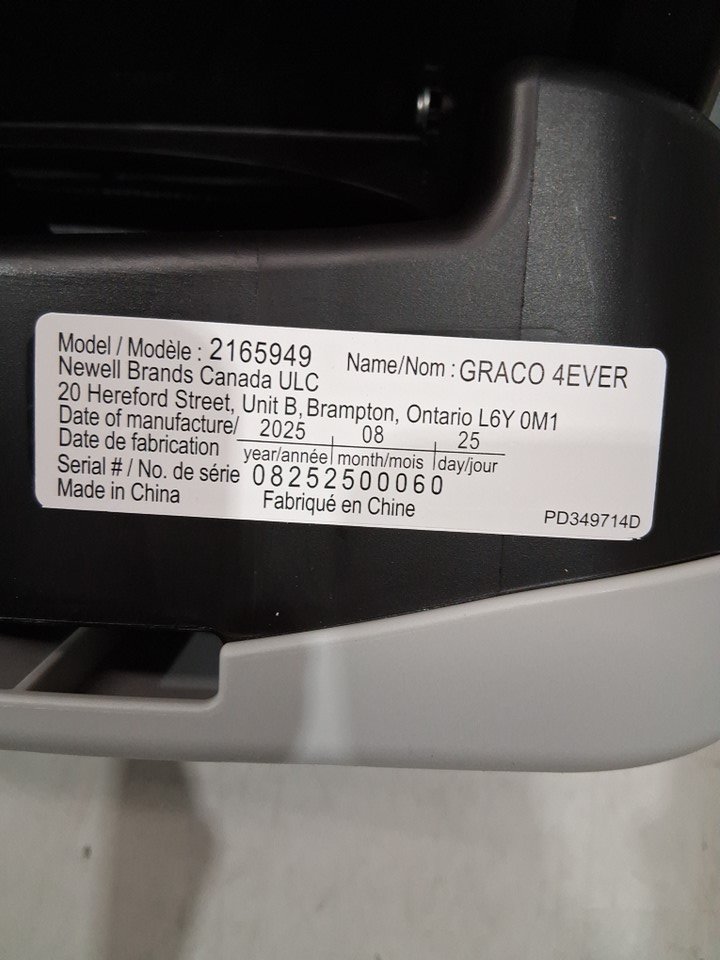 Model / Modèle : 2165949 Name/Nom : GRACO 4EVER
Newell Brands Canada ULC
20 Hereford Street, Unit B, Brampton, Ontario L6Y 0M1
Date of manufacture/ 2025 08 25
Date de fabrication year/année month/mois day/jour
Serial # / No. de série 08252500060
Made in China Fabriqué en Chine PD349714D